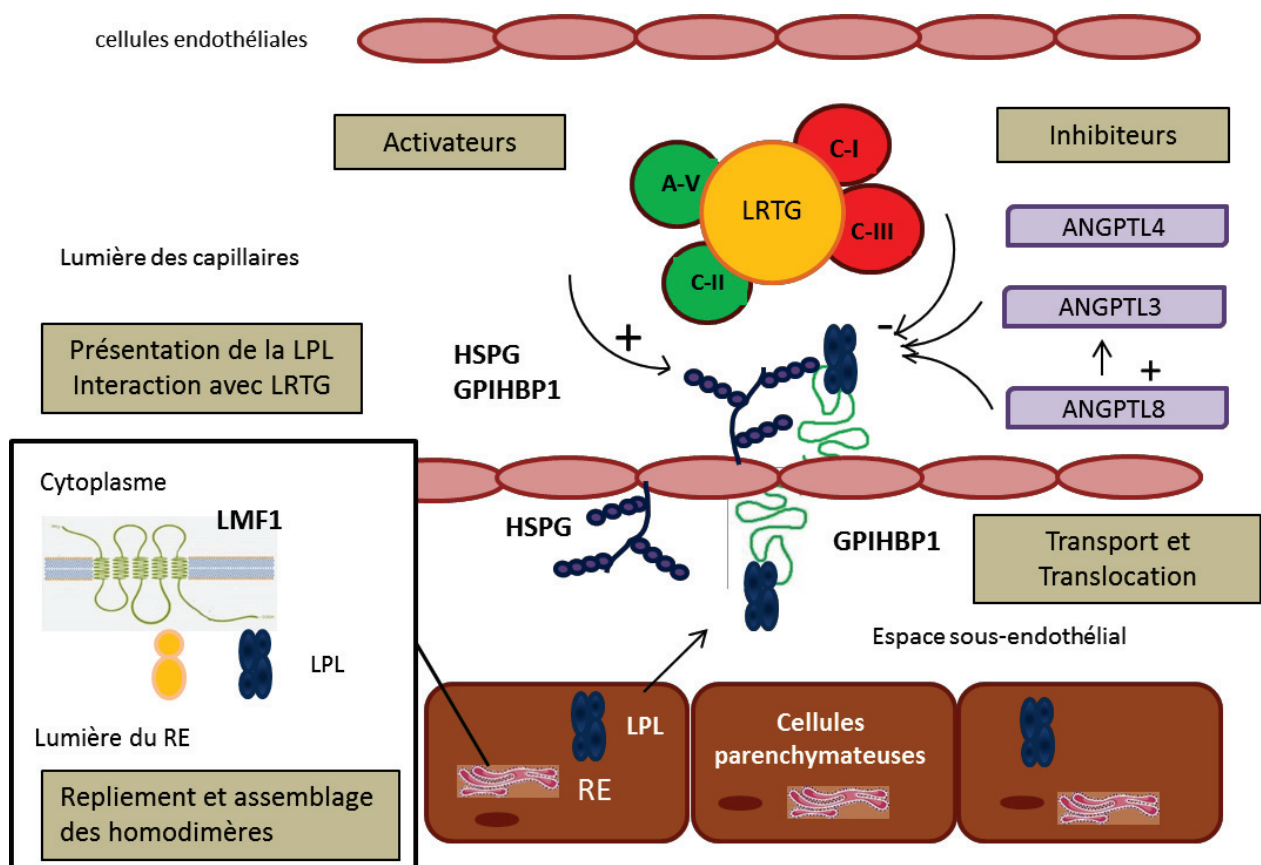 cellules endothéliales
Activateurs
Inhibiteurs
C-I
A-V
LRTG
C-III
C-II
ANGPTL4
Lumière des capillaires
ANGPTL3
+
-
Présentation de la LPL
Interaction avec LRTG
HSPG
GPIHBP1
+
ANGPTL8
Cytoplasme
LMF1
HSPG
GPIHBP1
Transport et
Translocation
Espace sous-endothélial
LPL
Lumière du RE
LPL
Cellules
parenchymateuses
RE
Repliement et assemblage
des homodimères